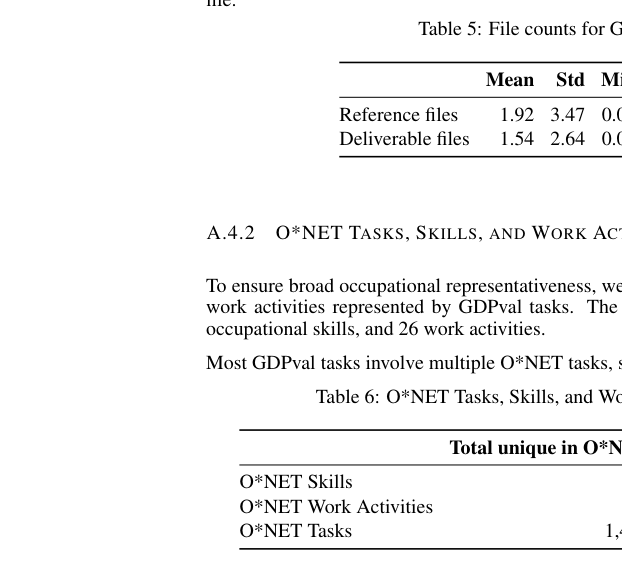 file.
Table 5: File counts for G
Mean Std Mi
Reference files 1.92 3.47 0.0
Deliverable files 1.54 2.64 0.0
A.4.2 O*NET TASKS, SKILLS, AND WORK ACT
To ensure broad occupational representativeness, we
work activities represented by GDPval tasks. The
occupational skills, and 26 work activities.
Most GDPval tasks involve multiple O*NET tasks, s
Table 6: O*NET Tasks, Skills, and Wo
Total unique in O*N
O*NET Skills
O*NET Work Activities
O*NET Tasks 1,4